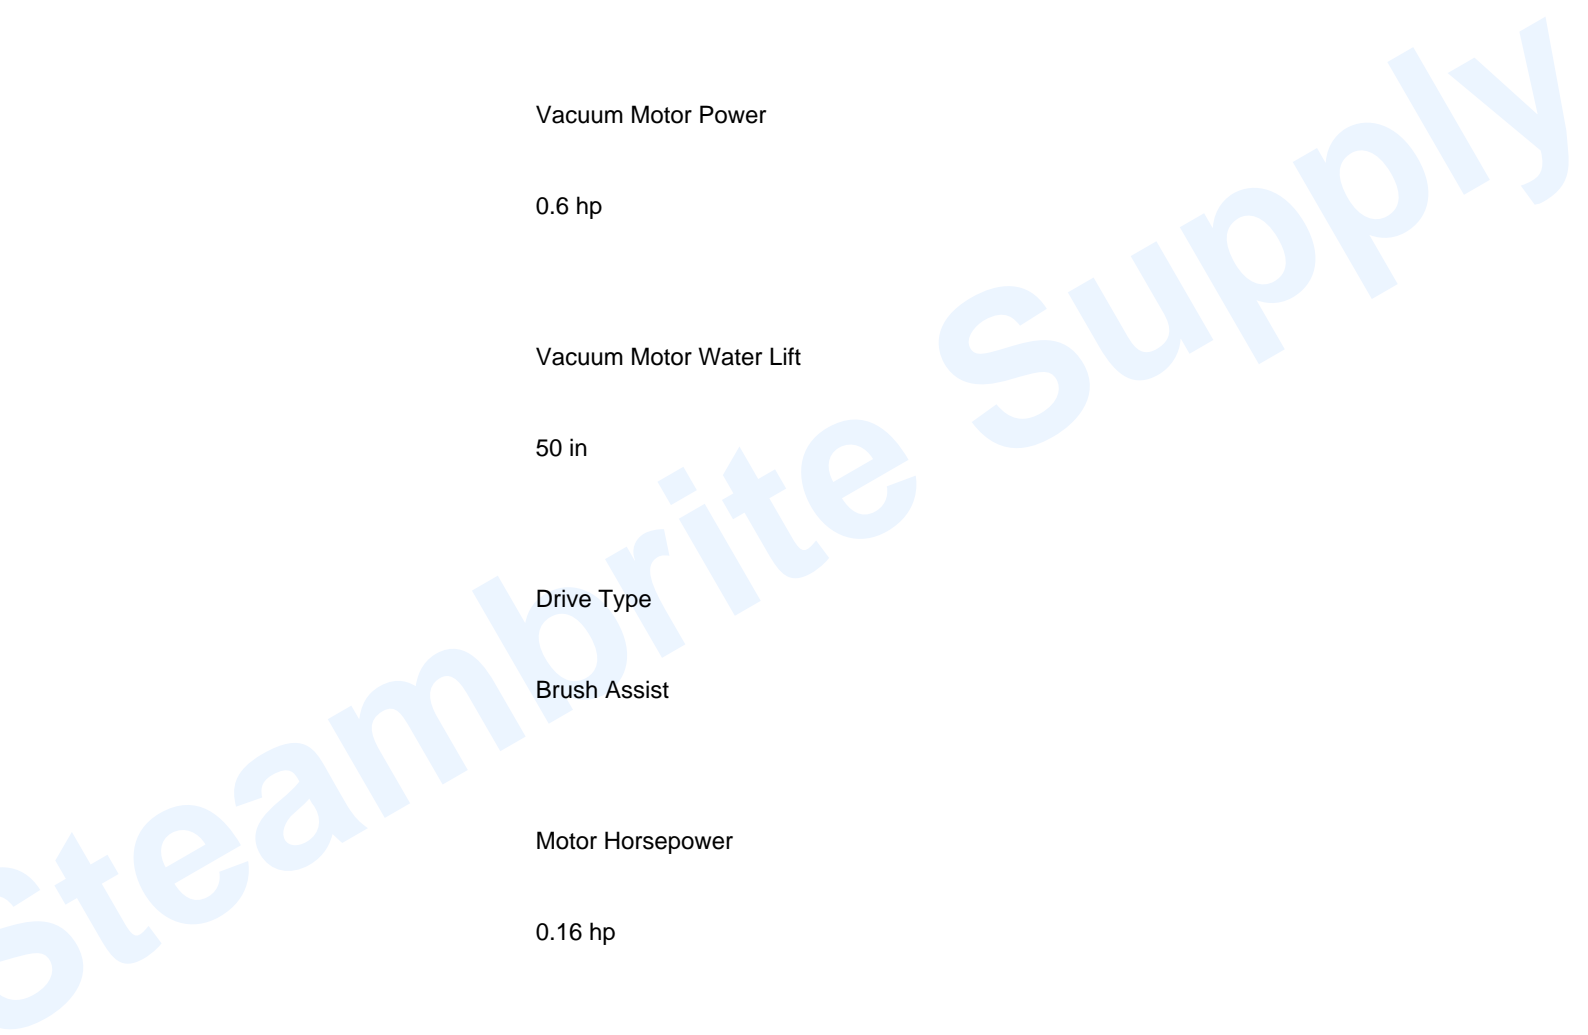 Vacuum Motor Power
0.6 hp
Vacuum Motor Water Lift
50 in
Drive Type
Brush Assist
Motor Horsepower
0.16 hp
Steambrite Supply